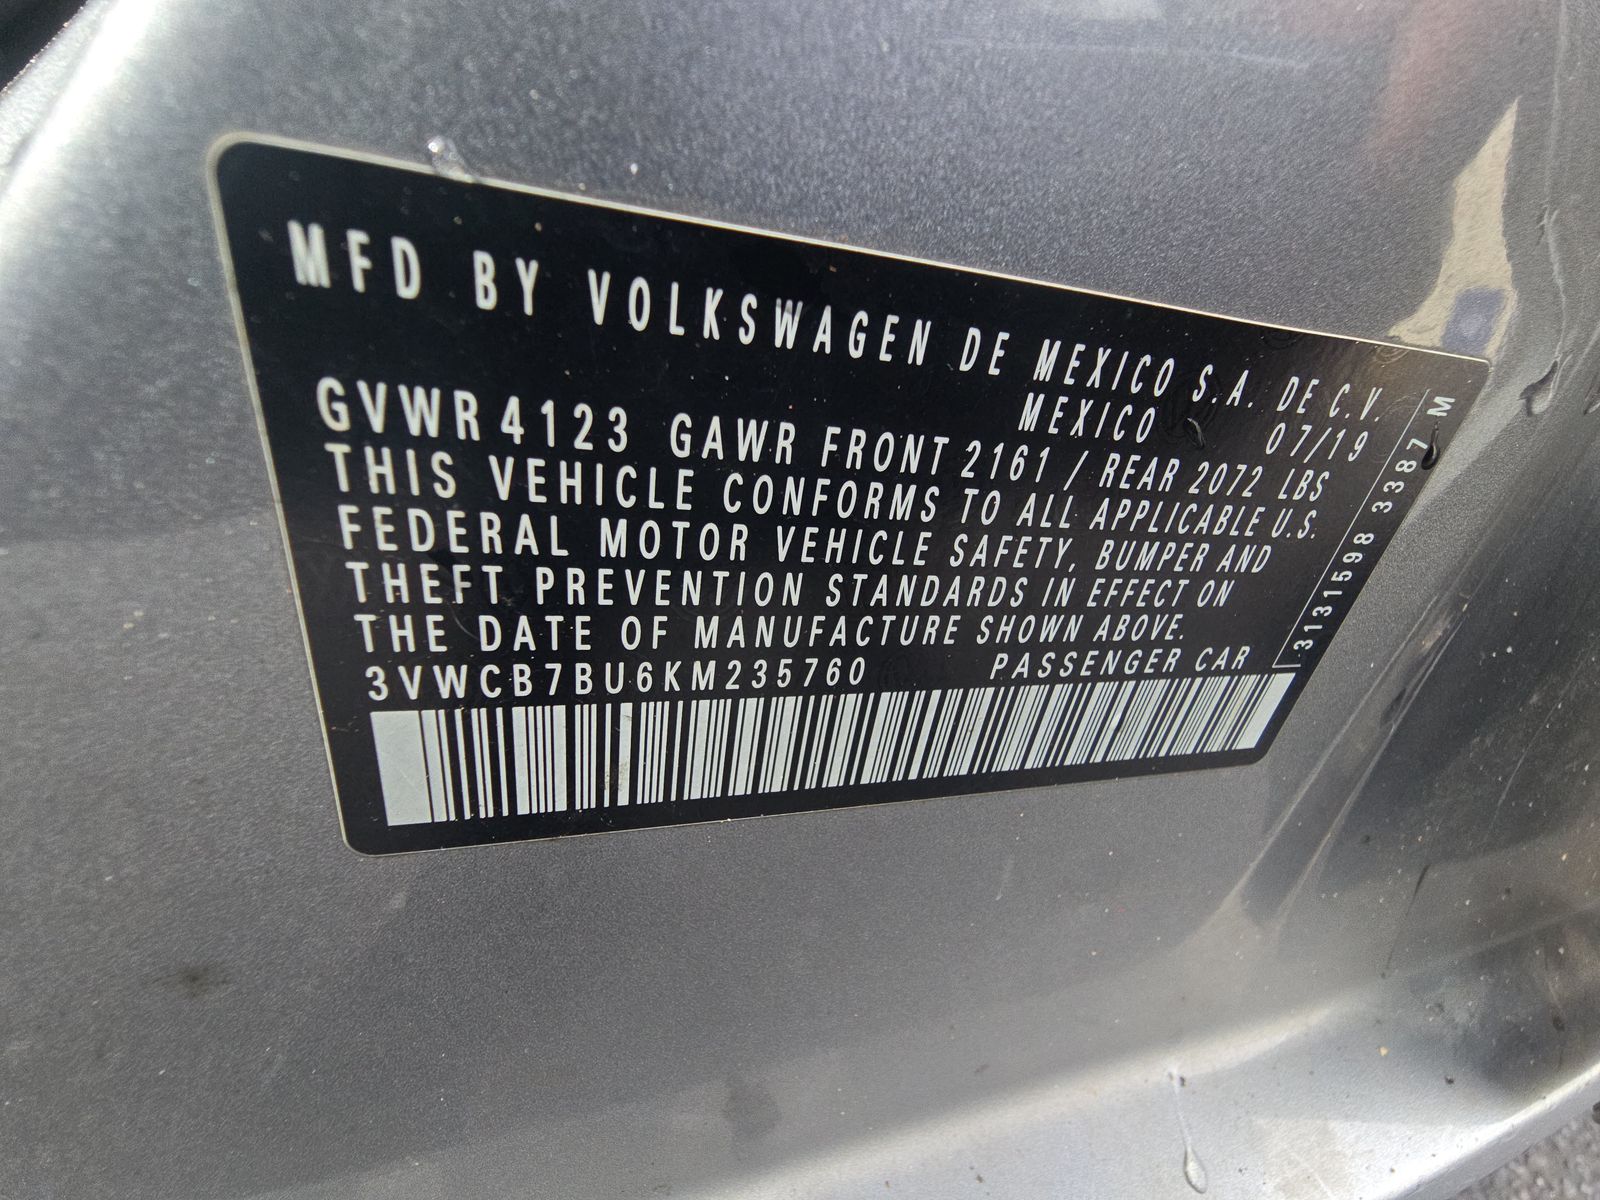 MFD BY VOLKSWAGEN DE MEXICO S.A. DE C.V.
MEXICO 07/19
GVWR 4123 GAWR FRONT 2161 / REAR 2072 LBS
THIS VEHICLE CONFORMS TO ALL APPLICABLE U.S.
FEDERAL MOTOR VEHICLE SAFETY, BUMPER AND
THEFT PREVENTION STANDARDS IN EFFECT ON
THE DATE OF MANUFACTURE SHOWN ABOVE.
3VWCB7BU6KM235760 PASSENGER CAR
3131598 3387 M